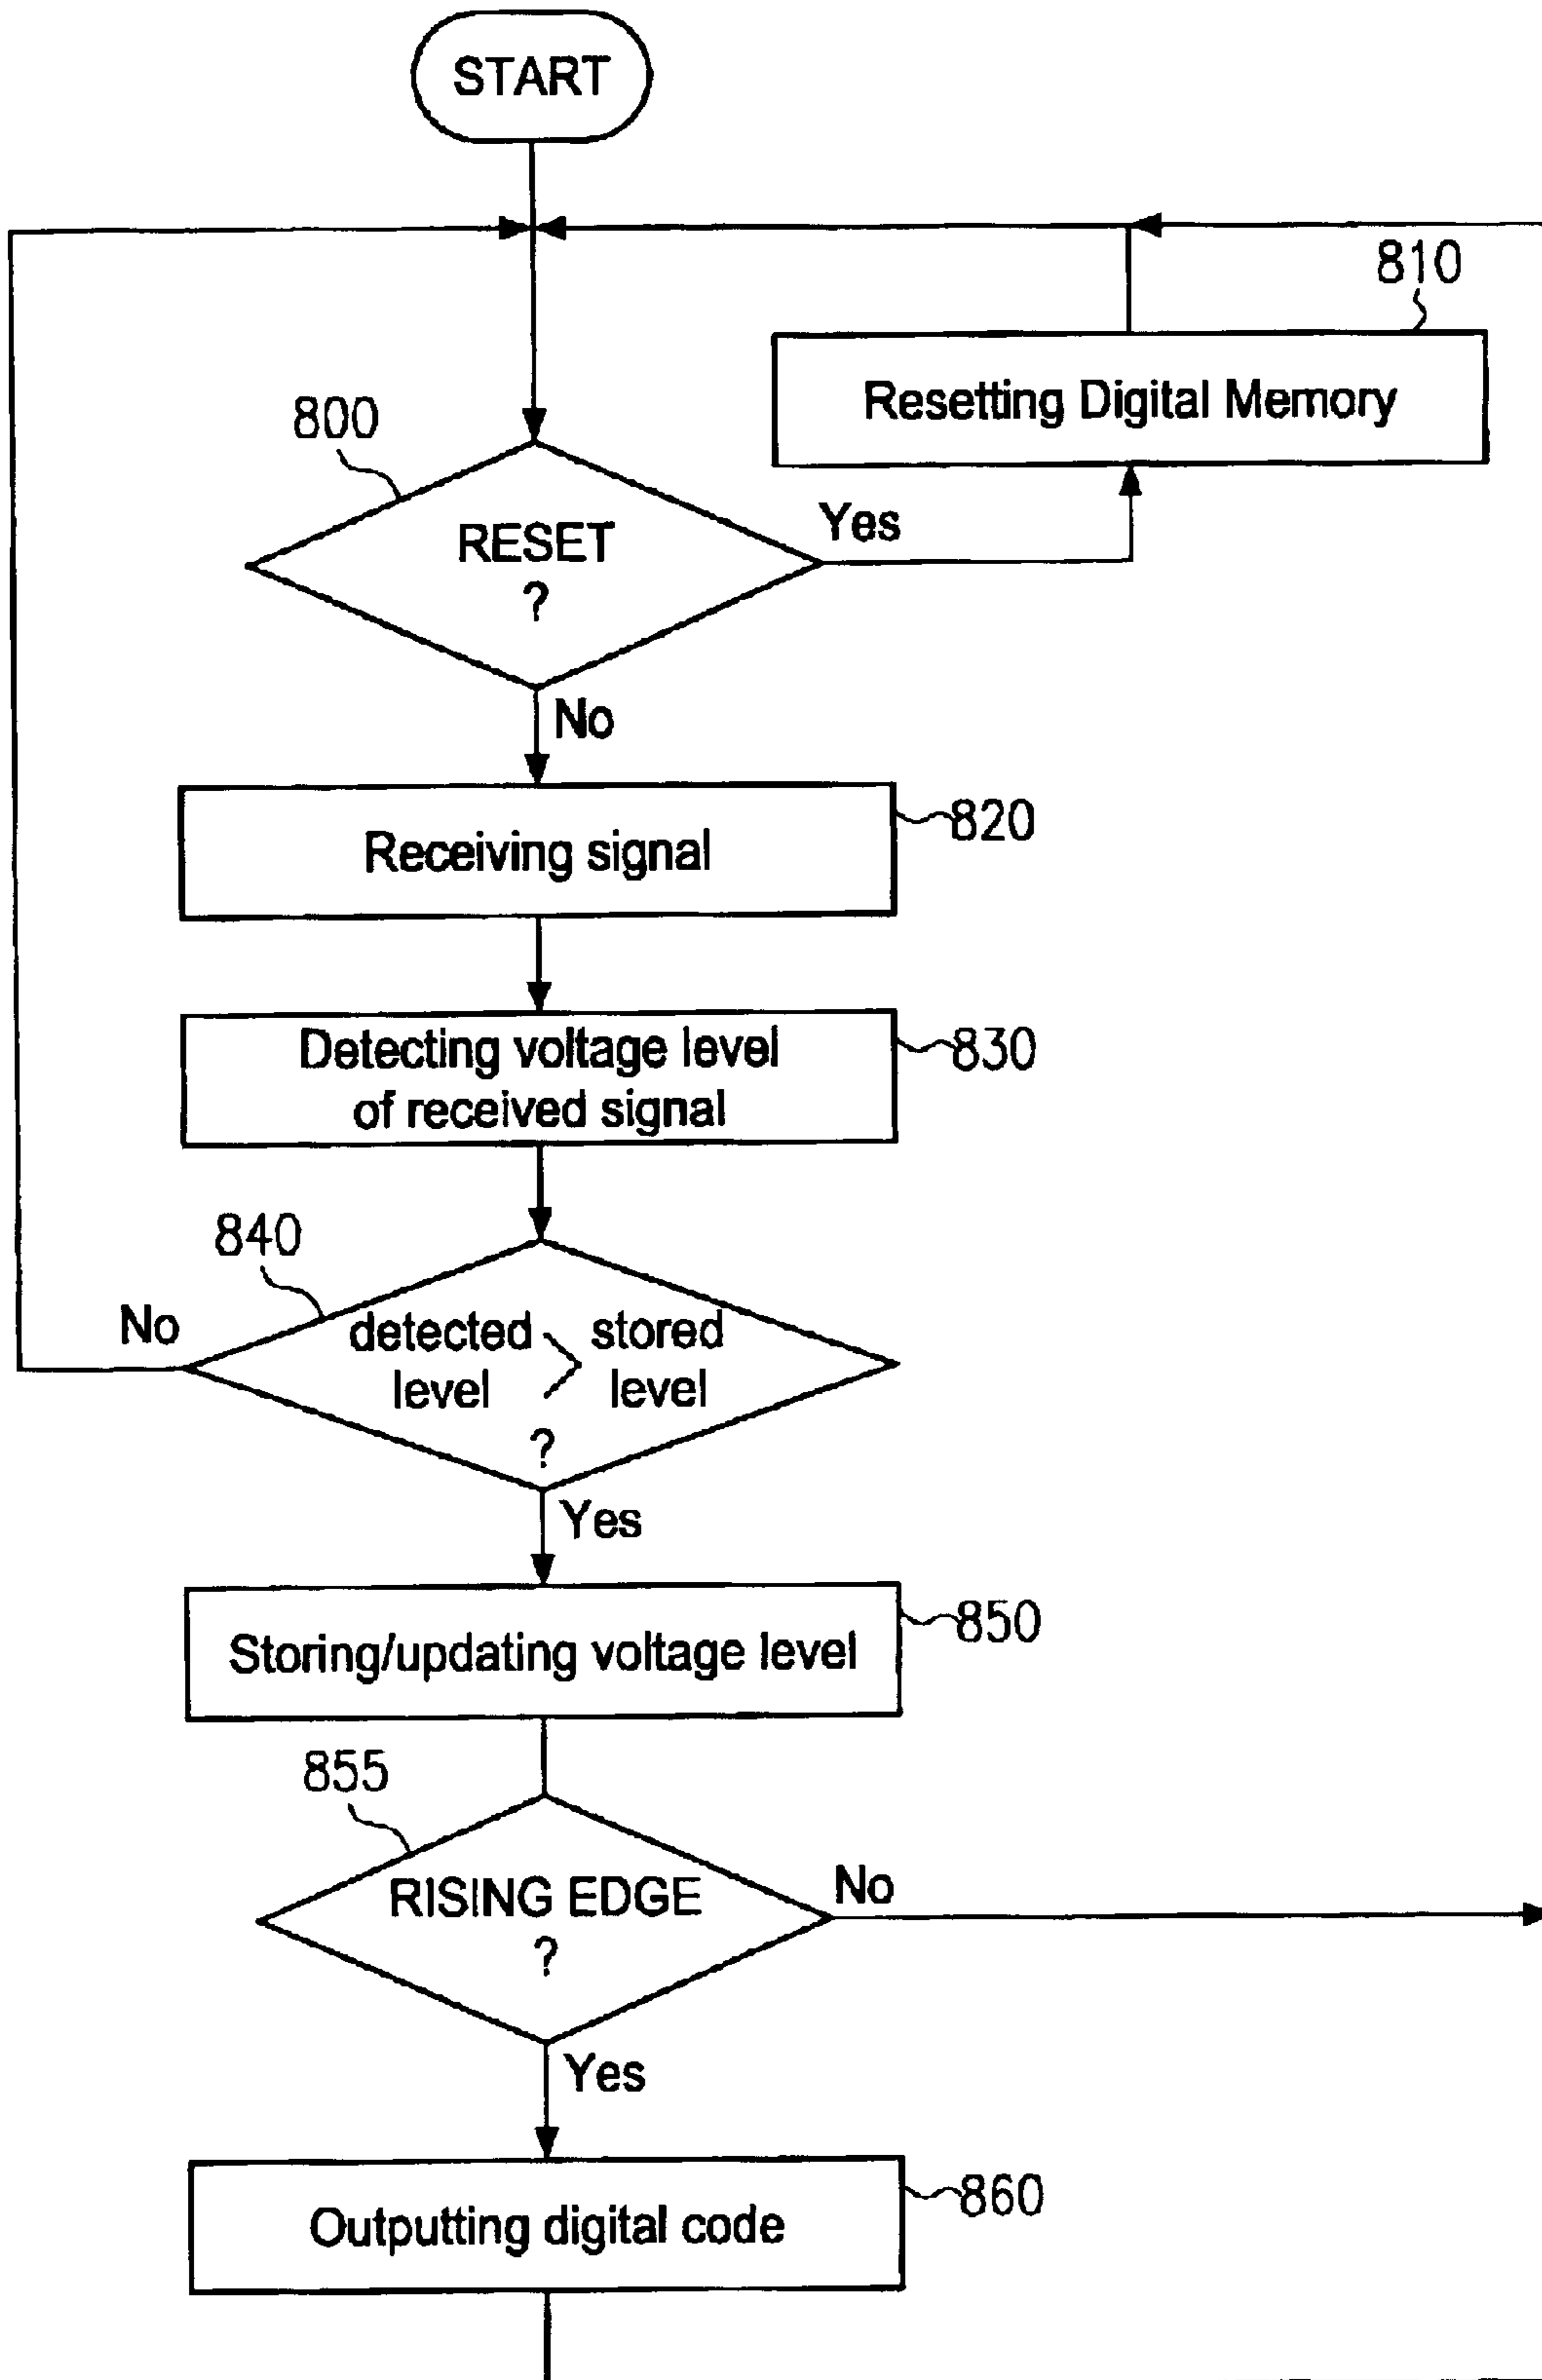 START
810
Resetting Digital Memory
800
RESET
?
Yes
No
Receiving signal
820
Detecting voltage level
of received signal
830
840
No
detected > stored
level level
?
Yes
Storing/updating voltage level
850
855
RISING EDGE
?
No
Yes
Outputting digital code
860